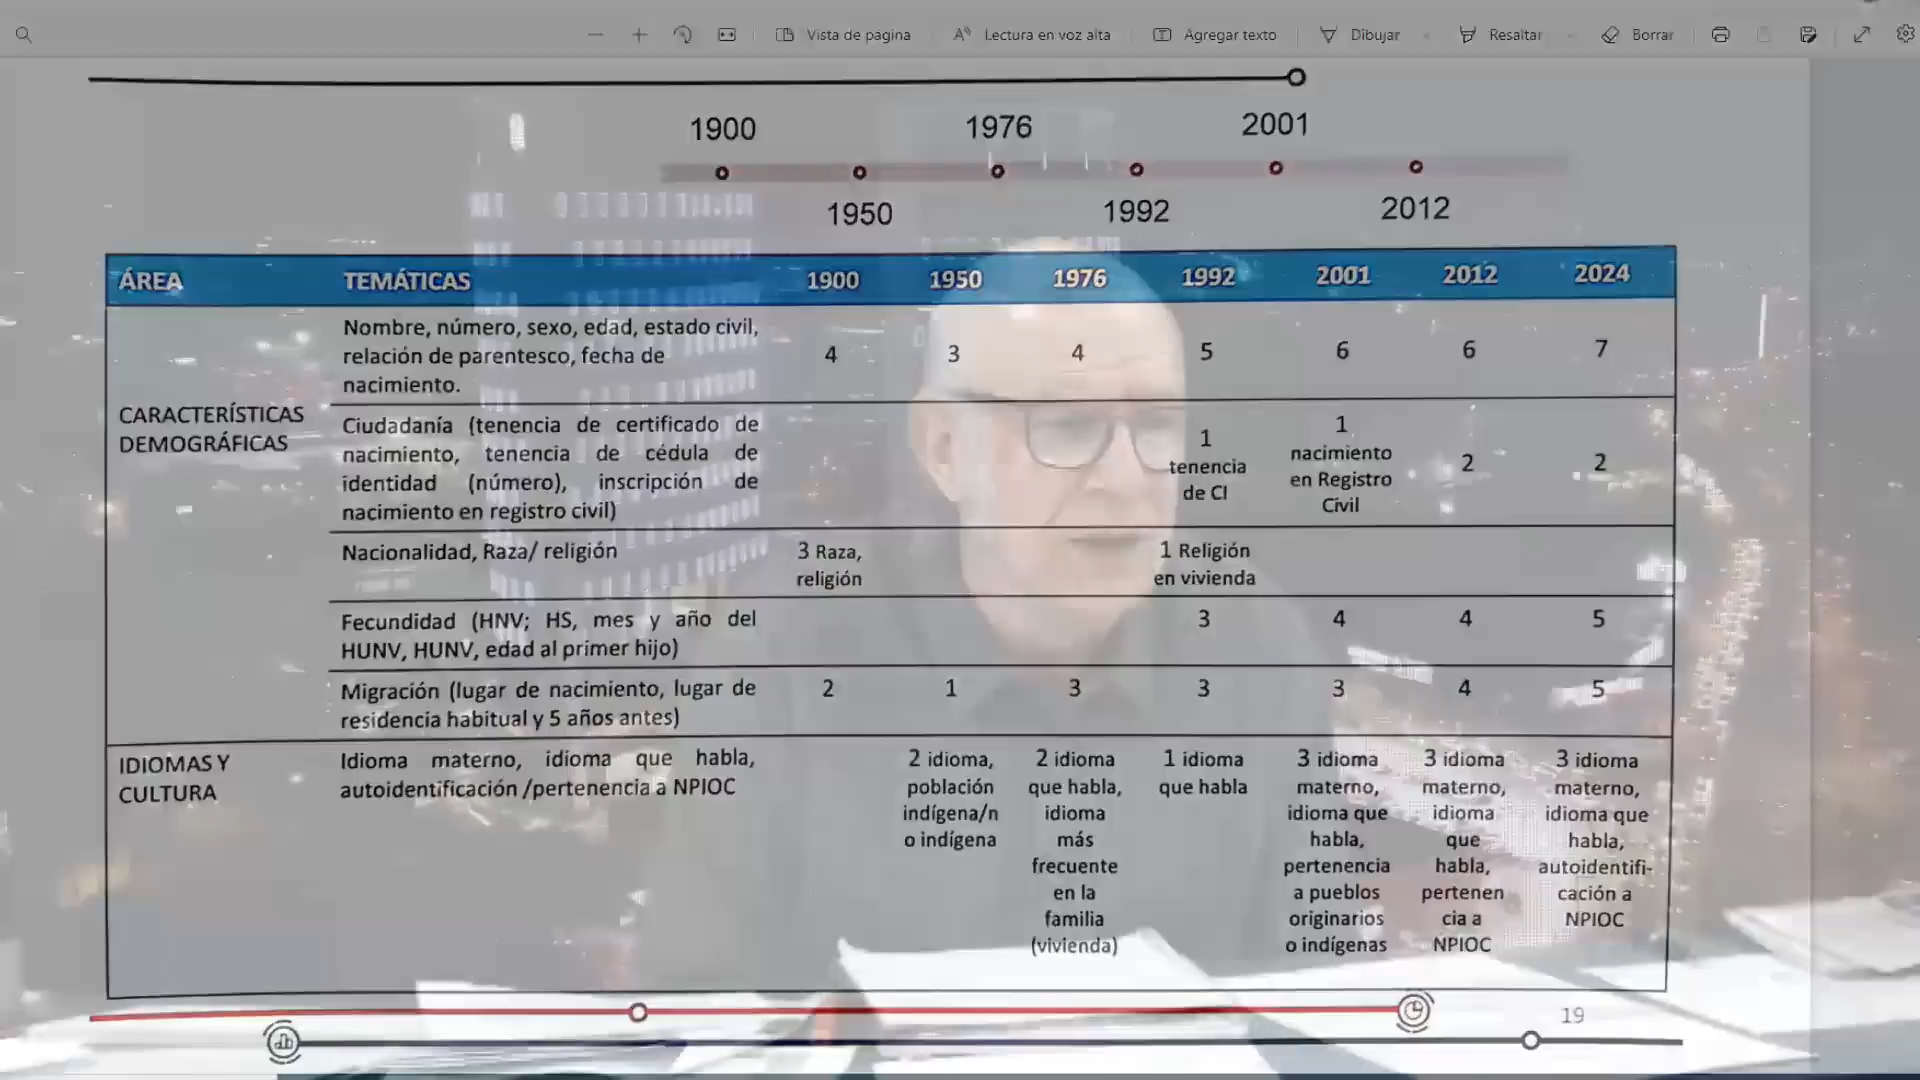 Vista de pagina
Lectura en voz alta
Agregar texto
Dibujar
Resaltar
Borrar
1900
1976
2001
1950
1992
2012
ÁREA TEMÁTICAS 1900 1950 1976 1992 2001 2012 2024
CARACTERÍSTICAS
DEMOGRÁFICAS
Nombre, número, sexo, edad, estado civil,
relación de parentesco, fecha de
nacimiento.
4 3 4 5 6 6 7
Ciudadanía (tenencia de certificado de
nacimiento, tenencia de cédula de
identidad (número), inscripción de
nacimiento en registro civil)
1
tenencia
de CI
1
nacimiento
en Registro
Civil
2
2
Nacionalidad, Raza/ religión
3 Raza,
religión
1 Religión
en vivienda
Fecundidad (HNV; HS, mes y año del
HUNV, HUNV, edad al primer hijo)
3 4 4 5
Migración (lugar de nacimiento, lugar de
residencia habitual y 5 años antes)
2 1 3 3 3 4 5
IDIOMAS Y
CULTURA
Idioma materno, idioma que habla,
autoidentificación /pertenencia a NPIOC
2 idioma,
población
indígena/n
o indígena
2 idioma
que habla,
idioma
más
frecuente
en la
familia
(vivienda)
1 idioma
que habla
3 idioma
materno,
idioma que
habla,
pertenencia
a pueblos
originarios
o indígenas
3 idioma
materno,
idioma
que
habla,
pertenen
cia a
NPIOC
3 idioma
materno,
idioma que
habla,
autoidentifi-
cación a
NPIOC
19